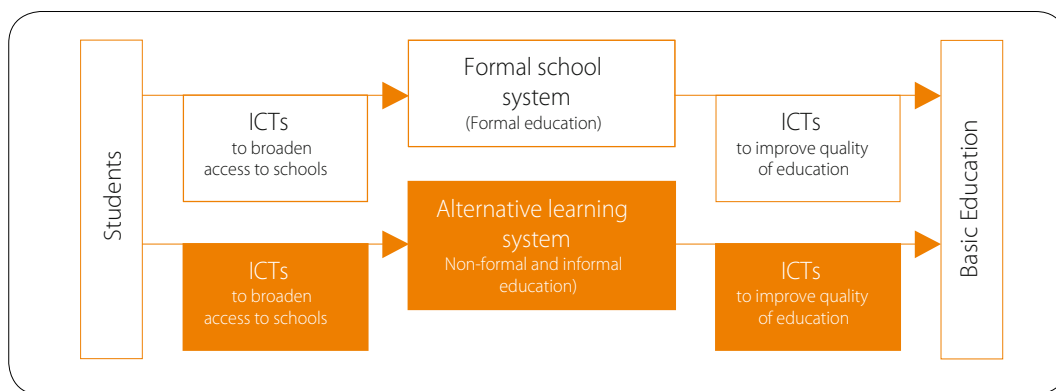 Students
ICTs
to broaden
access to schools
Formal school
system
(Formal education)
ICTs
to improve quality
of education
ICTs
to broaden
access to schools
Alternative learning
system
Non-formal and informal
education)
ICTs
to improve quality
of education
Basic Education